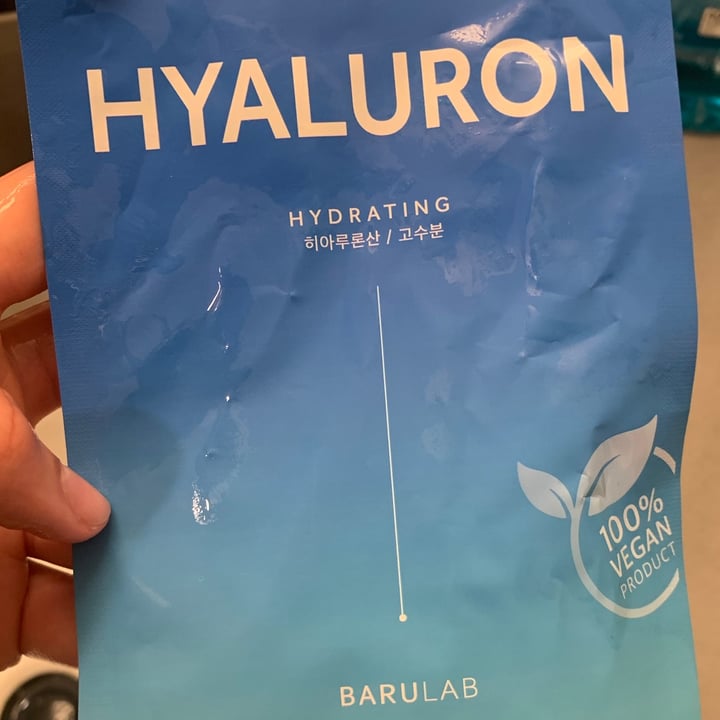 HYALURON
HYDRATING
히아루론산 / 고수분
100%
VEGAN
PRODUCT
BARULAB